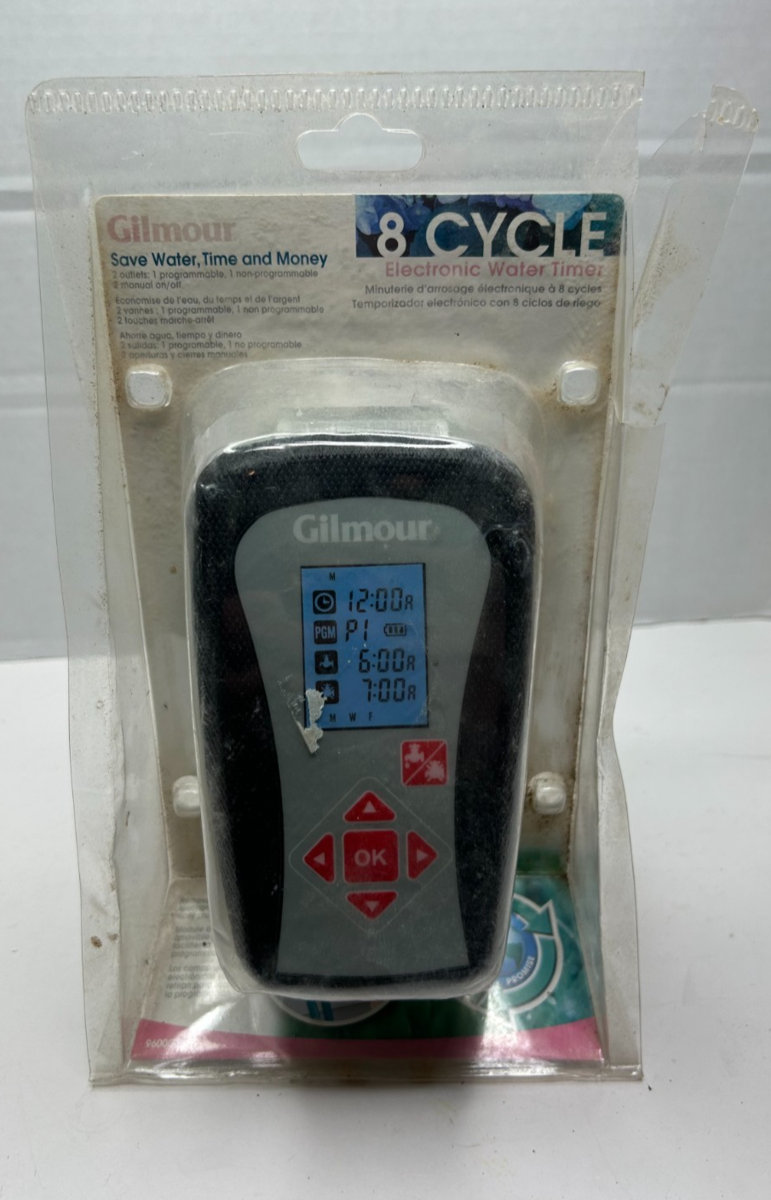 Gilmour
8 CYCLE
Save Water, Time and Money
2 outlets: 1 programmable, 1 non-programmable
2 manual on/off
Électronic Water Timer
Minuterie d'arrosage électronique à 8 cycles
Temporizador electrónico con 8 ciclos de riego
Économise de l'eau, du temps et de l'argent
2 vannes : 1 programmable, 1 non programmable
2 touches marche-arrêt
Ahorre agua, tiempo y dinero
2 salidas: 1 programable, 1 no programable
2 aperturas y cierres manuales
Gilmour
M
12:00A
PGM P1
6:00A
7:00A
M W F
OK
PROMISE